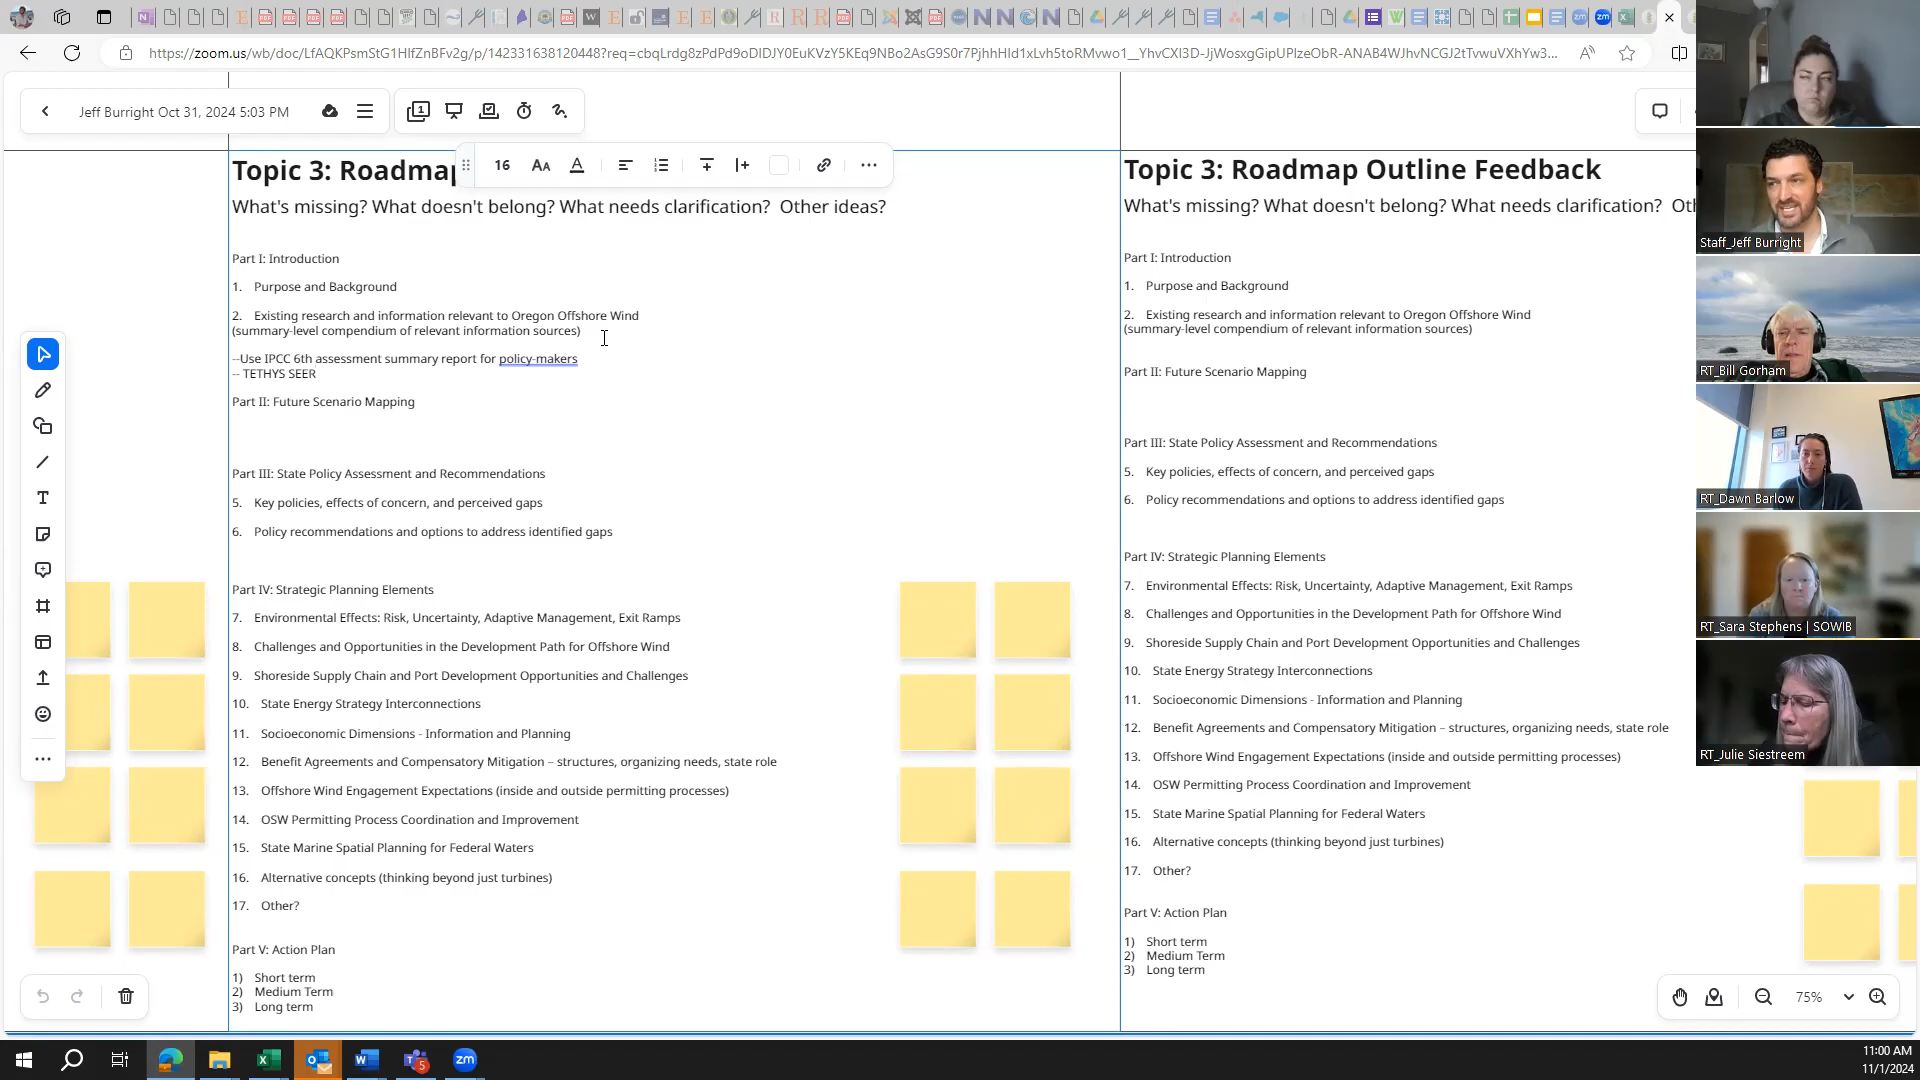 https://zoom.us/wb/doc/LfAQKPsmStG1HlfZnBFv2g/p/142331638120448?req=
Jeff Burright Oct 31, 2024 5:03 PM
16
Topic 3: Roadmap
What's missing? What doesn't belong? What needs clarification?  Other ideas?
Part I: Introduction
1. Purpose and Background
2. Existing research and information relevant to Oregon Offshore Wind
(summary-level compendium of relevant information sources)
--Use IPCC 6th assessment summary report for policy-makers
-- TETHYS SEER
Part II: Future Scenario Mapping
Part III: State Policy Assessment and Recommendations
5. Key policies, effects of concern, and perceived gaps
6. Policy recommendations and options to address identified gaps
Part IV: Strategic Planning Elements
7. Environmental Effects: Risk, Uncertainty, Adaptive Management, Exit Ramps
8. Challenges and Opportunities in the Development Path for Offshore Wind
9. Shoreside Supply Chain and Port Development Opportunities and Challenges
10. State Energy Strategy Interconnections
11. Socioeconomic Dimensions - Information and Planning
12. Benefit Agreements and Compensatory Mitigation – structures, organizing needs, state role
13. Offshore Wind Engagement Expectations (inside and outside permitting processes)
14. OSW Permitting Process Coordination and Improvement
15. State Marine Spatial Planning for Federal Waters
16. Alternative concepts (thinking beyond just turbines)
17. Other?
Part V: Action Plan
1) Short term
2) Medium Term
3) Long term
Topic 3: Roadmap Outline Feedback
What's missing? What doesn't belong? What needs clarification?  Ot
Part I: Introduction
1. Purpose and Background
2. Existing research and information relevant to Oregon Offshore Wind
(summary-level compendium of relevant information sources)
Part II: Future Scenario Mapping
Part III: State Policy Assessment and Recommendations
5. Key policies, effects of concern, and perceived gaps
6. Policy recommendations and options to address identified gaps
Part IV: Strategic Planning Elements
7. Environmental Effects: Risk, Uncertainty, Adaptive Management, Exit Ramps
8. Challenges and Opportunities in the Development Path for Offshore Wind
9. Shoreside Supply Chain and Port Development Opportunities and Challenges
10. State Energy Strategy Interconnections
11. Socioeconomic Dimensions - Information and Planning
12. Benefit Agreements and Compensatory Mitigation – structures, organizing needs, state role
13. Offshore Wind Engagement Expectations (inside and outside permitting processes)
14. OSW Permitting Process Coordination and Improvement
15. State Marine Spatial Planning for Federal Waters
16. Alternative concepts (thinking beyond just turbines)
17. Other?
Part V: Action Plan
1) Short term
2) Medium Term
3) Long term
Staff_Jeff Burright
RT_Bill Gorham
RT_Dawn Barlow
RT_Sara Stephens | SOWIB
RT_Julie Siestreem
75%
11:00 AM
11/1/2024